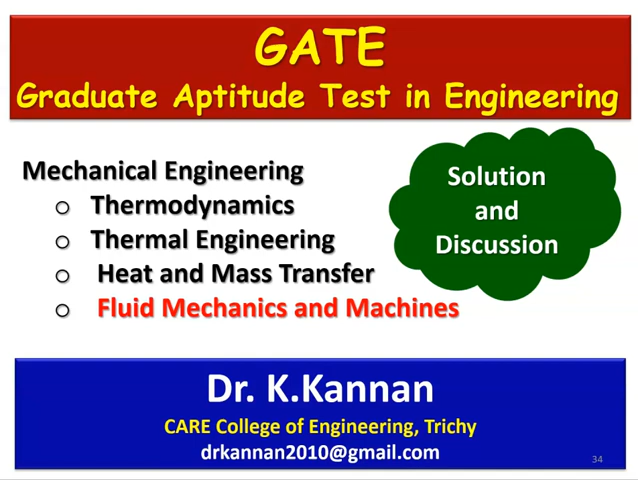 GATE
Graduate Aptitude Test in Engineering
Mechanical Engineering
o Thermodynamics
o Thermal Engineering
o Heat and Mass Transfer
o Fluid Mechanics and Machines
Solution
and
Discussion
Dr. K.Kannan
CARE College of Engineering, Trichy
drkannan2010@gmail.com
34